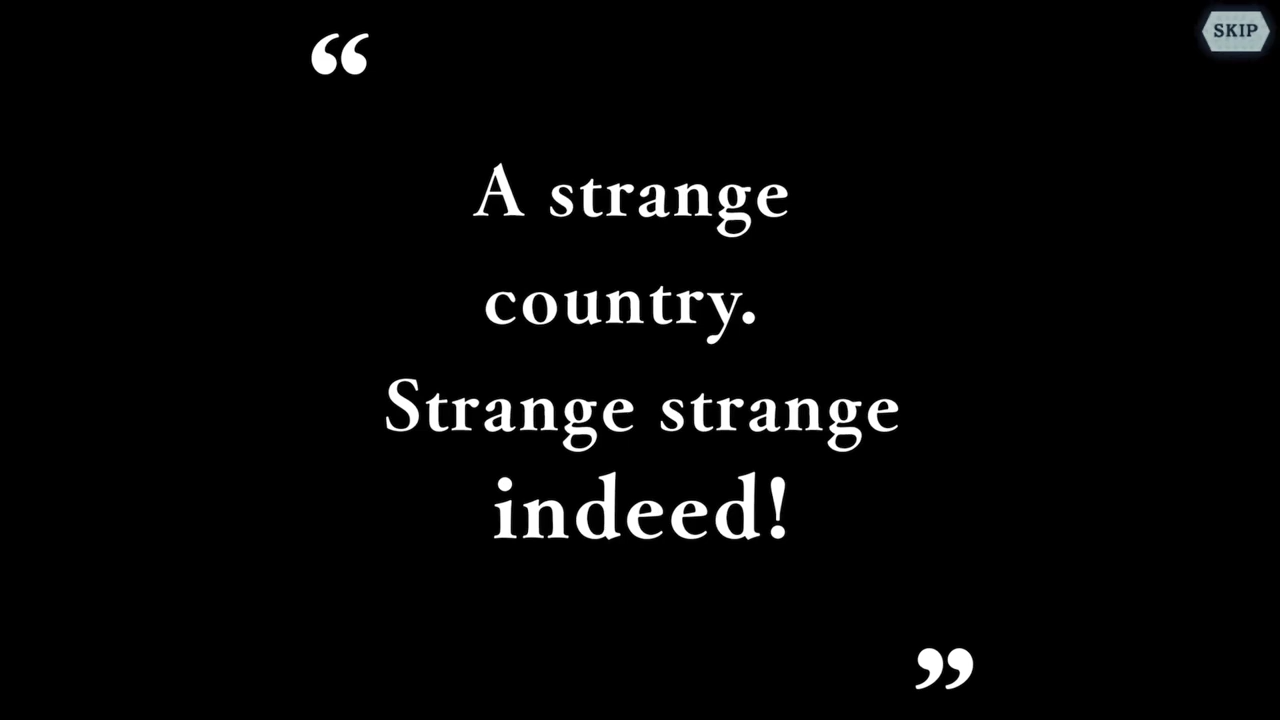 SKIP
“
A strange
country.
Strange strange
indeed!
”